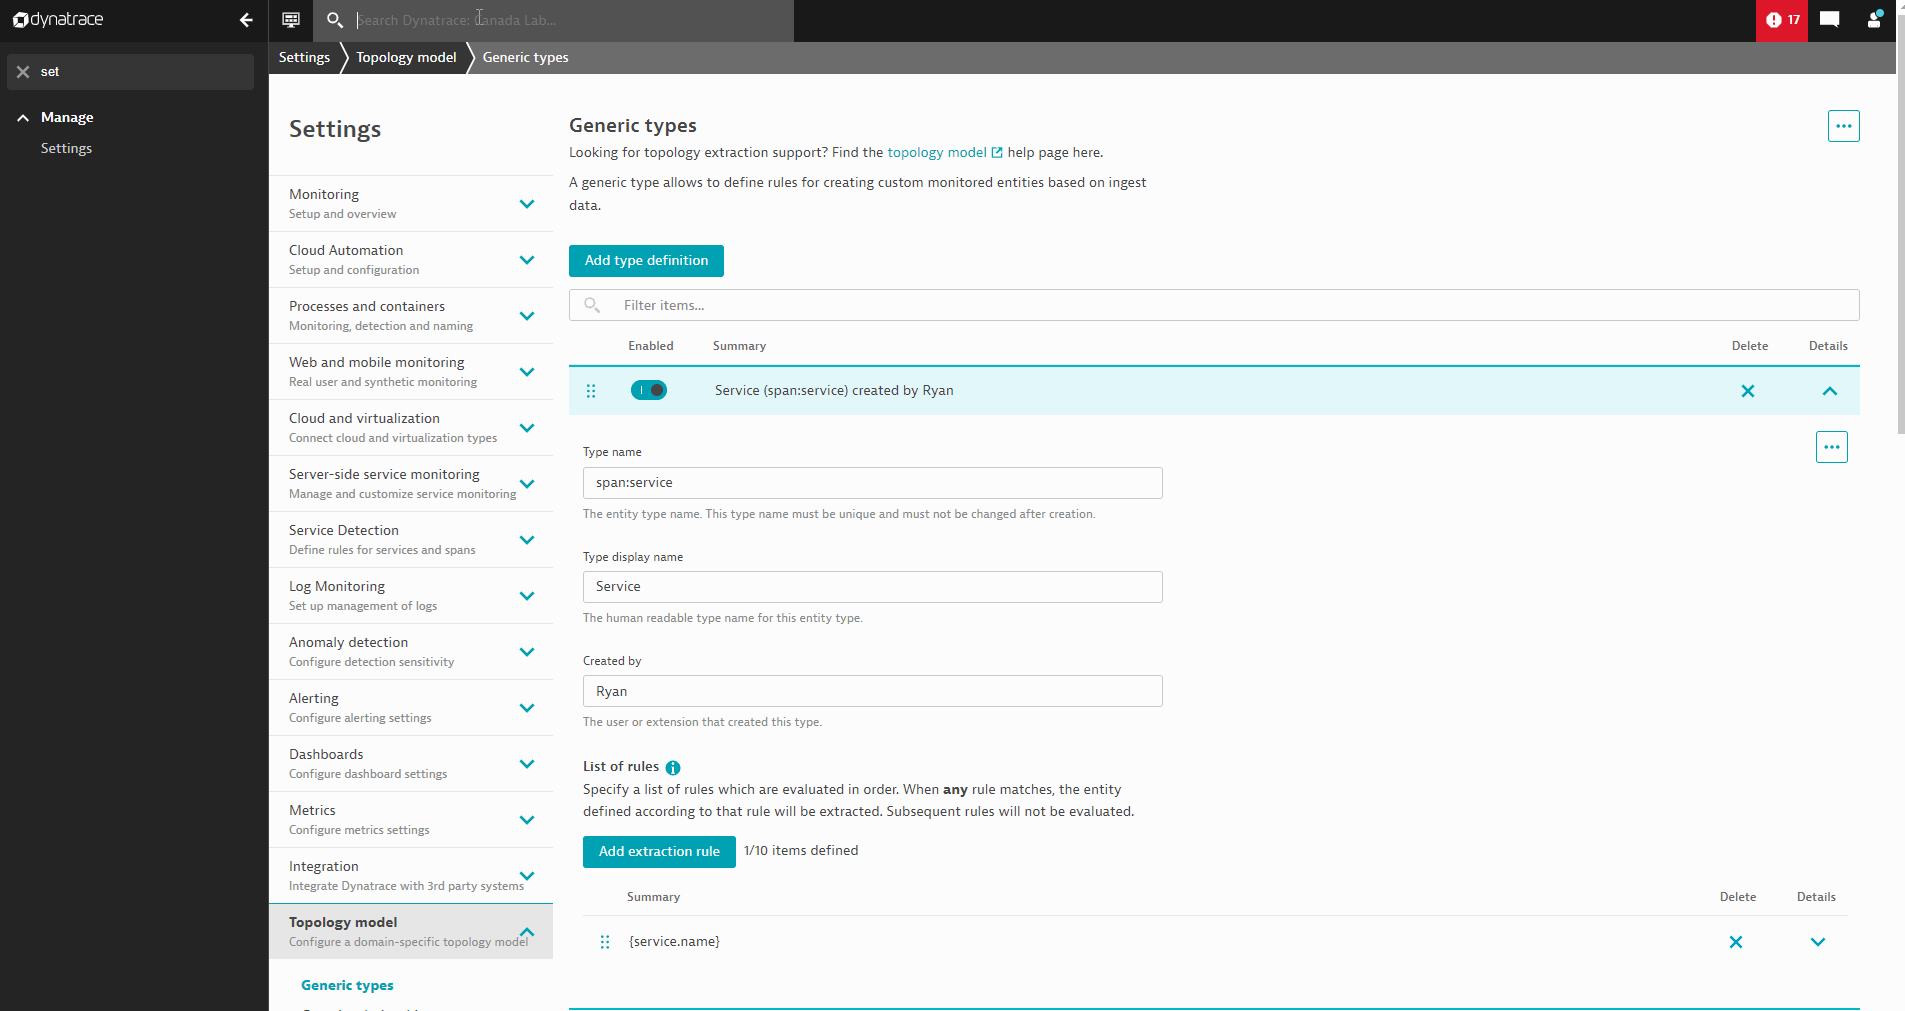 dynatrace
Search Dynatrace: Canada Lab...
17
set
Manage
Settings
Settings
Topology model
Generic types
Settings
Monitoring
Setup and overview
Cloud Automation
Setup and configuration
Processes and containers
Monitoring, detection and naming
Web and mobile monitoring
Real user and synthetic monitoring
Cloud and virtualization
Connect cloud and virtualization types
Server-side service monitoring
Manage and customize service monitoring
Service Detection
Define rules for services and spans
Log Monitoring
Set up management of logs
Anomaly detection
Configure detection sensitivity
Alerting
Configure alerting settings
Dashboards
Configure dashboard settings
Metrics
Configure metrics settings
Integration
Integrate Dynatrace with 3rd party systems
Topology model
Configure a domain-specific topology model
Generic types
Generic types
Looking for topology extraction support? Find the topology model help page here.
A generic type allows to define rules for creating custom monitored entities based on ingest
data.
Add type definition
Filter items...
Enabled Summary Delete Details
Service (span:service) created by Ryan
Type name
span:service
The entity type name. This type name must be unique and must not be changed after creation.
Type display name
Service
The human readable type name for this entity type.
Created by
Ryan
The user or extension that created this type.
List of rules
Specify a list of rules which are evaluated in order. When any rule matches, the entity
defined according to that rule will be extracted. Subsequent rules will not be evaluated.
Add extraction rule 1/10 items defined
Summary Delete Details
{service.name}